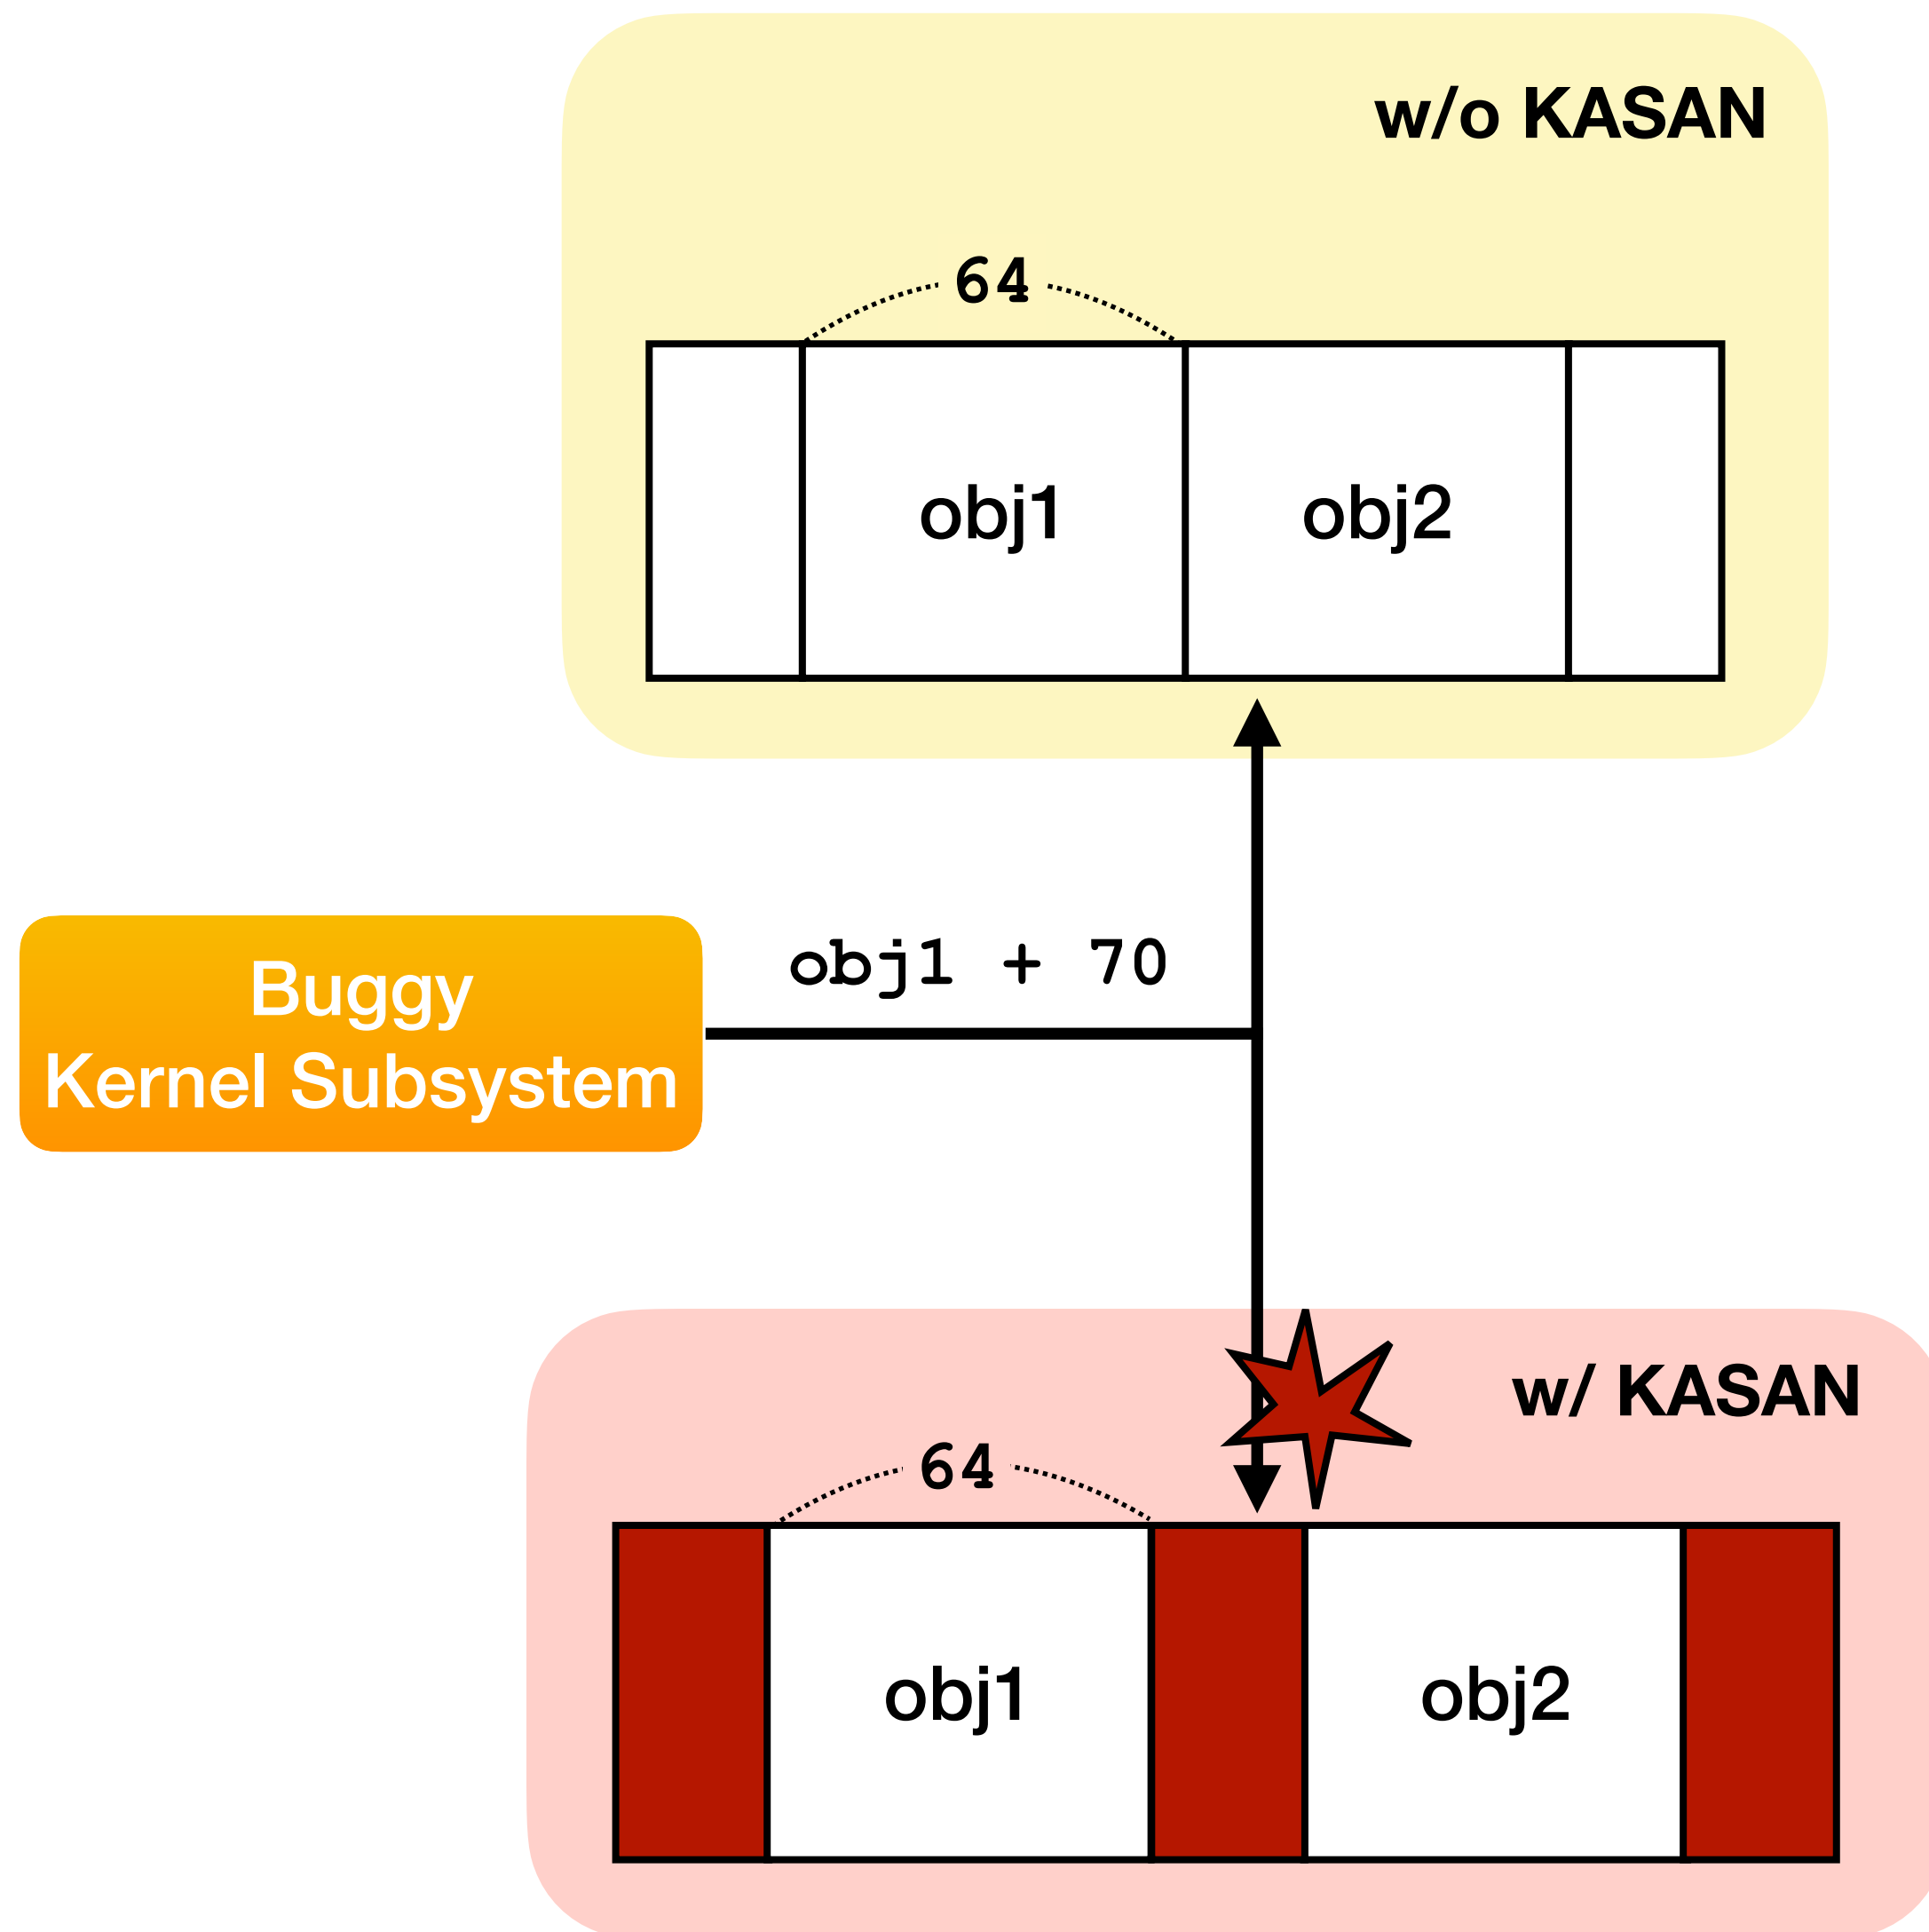 w/o KASAN
64
obj1
obj2
obj1 + 70
Buggy
Kernel Subsystem
w/ KASAN
64
obj1
obj2